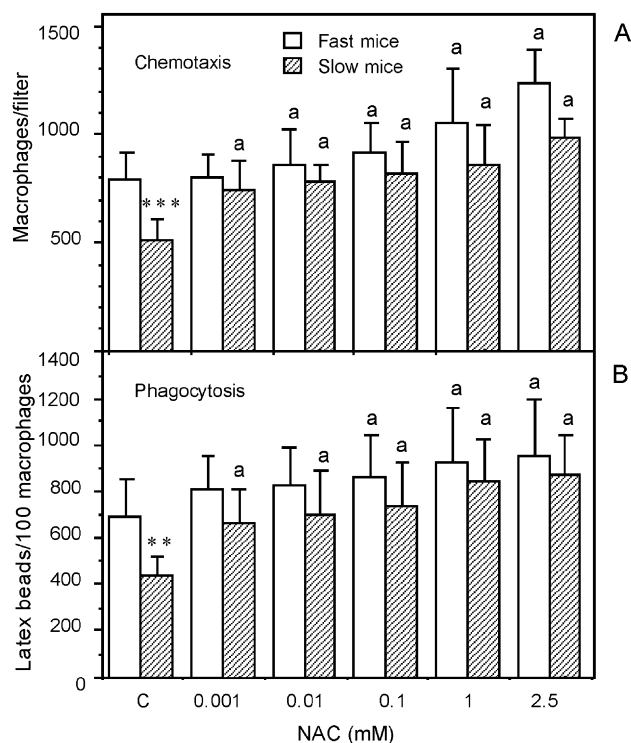 1500
A
Fast mice
Chemotaxis
Slow mice
a
a
a
a
a
a
a
a
a
Macrophages/filter
1000
***
500
1400
B
Phagocytosis
1200
a
a
a
a
a
a
a
a
Latex beads/100 macrophages
1000
800
**
600
400
200
0
C
0.001
0.01
0.1
1
2.5
NAC (mM)